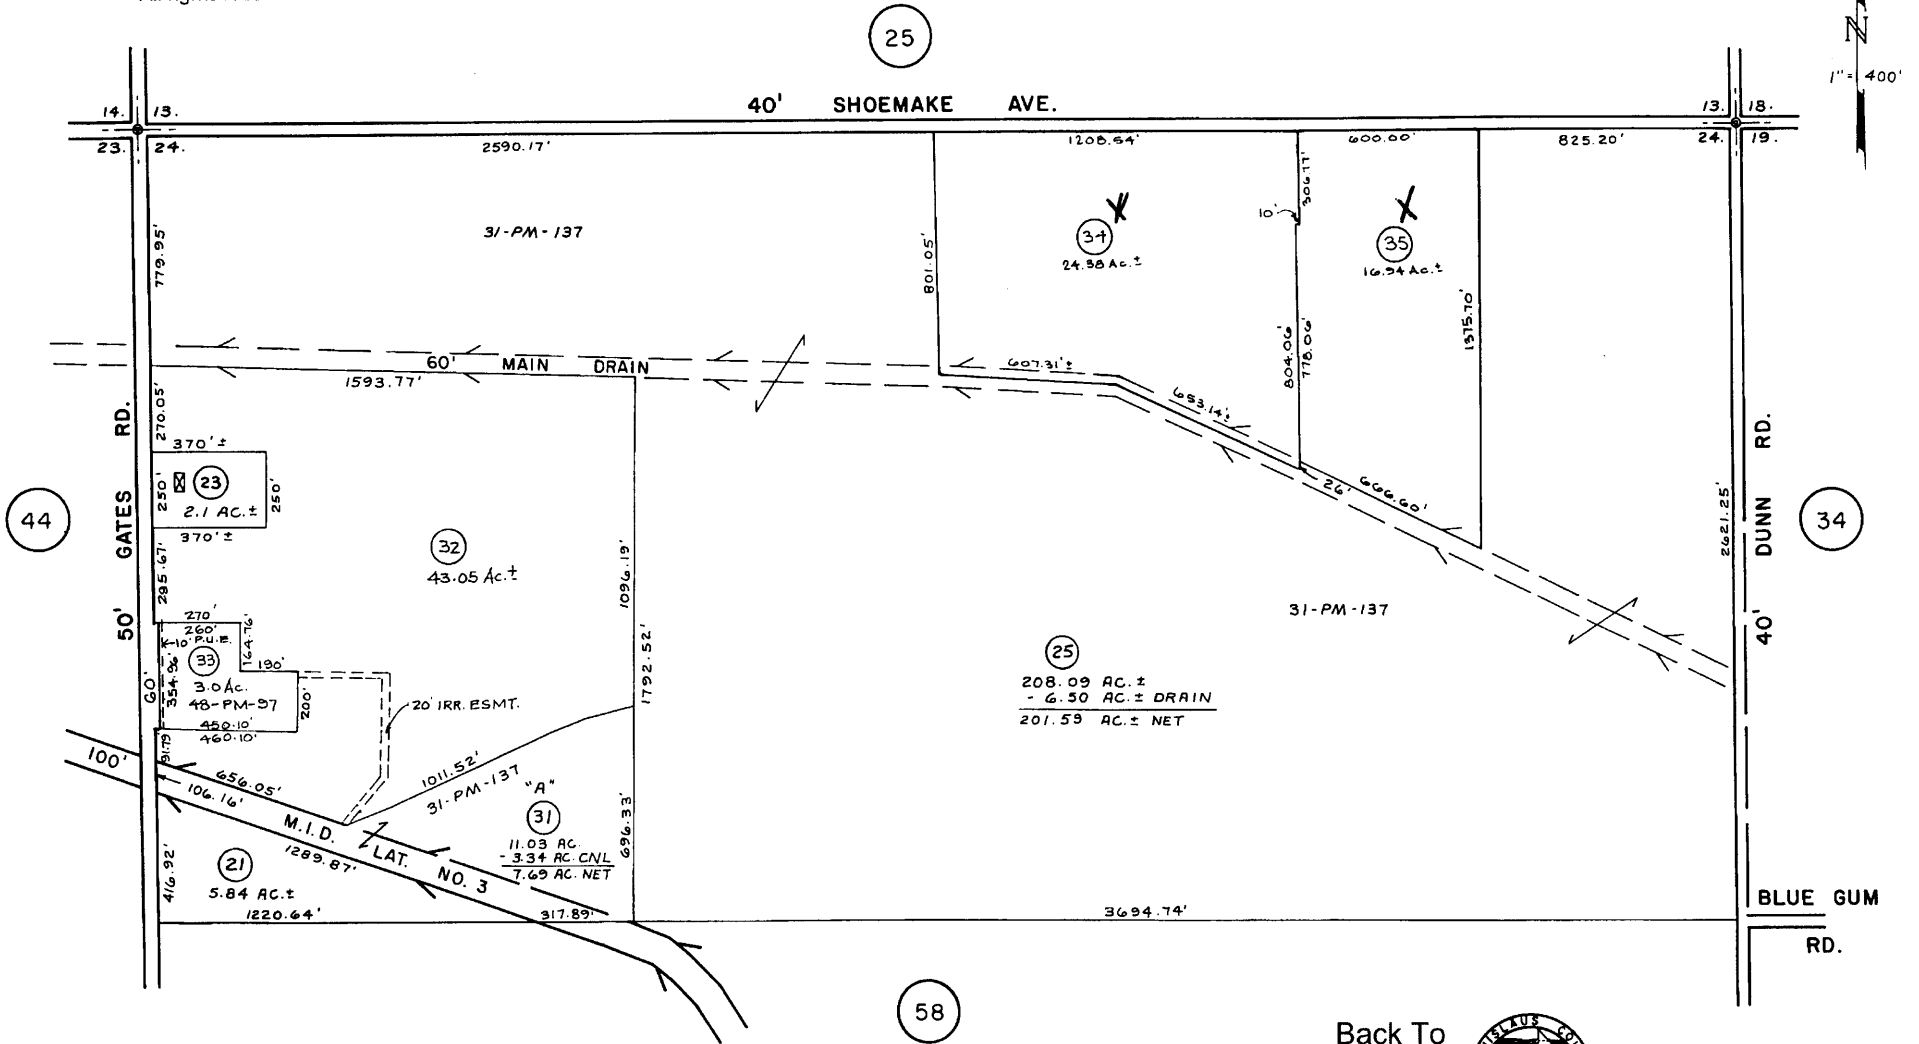 25
N
1" = 400'
40' SHOEMAKE AVE.
14. 13.
23. 24.
13. 18.
24. 19.
2590.17'
1208.54'
600.00'
825.20'
779.95'
31-PM-137
801.05'
34
24.38 Ac.±
10'
306.77'
35
16.94 Ac.±
1375.70'
804.06'
778.06'
60' MAIN DRAIN
1593.77'
607.31'±
653.14'±
26'
666.60'
270.05'
370'±
250'
23
2.1 AC.±
250'
370'±
50' GATES RD.
44
32
43.05 Ac.±
295.67'
1096.19'
1792.52'
2621.25'
40' DUNN RD.
34
31-PM-137
25
208.09 AC.±
- 6.50 AC.± DRAIN
201.59 AC.± NET
270'
260'
10' P.U.E.
164.76'
33
190'
3.0 Ac.
48-PM-97
354.96'
60'
200'
450.10'
460.10'
20' IRR. ESMT.
91.79
100'
656.05'
106.16'
1011.52'
31-PM-137
"A"
31
11.03 AC.
- 3.34 AC. CNL
7.69 AC. NET
696.33'
M.I.D. LAT. NO. 3
1289.87'
416.92'
21
5.84 AC.±
1220.64'
317.89'
3694.74'
BLUE GUM
RD.
58
Back To